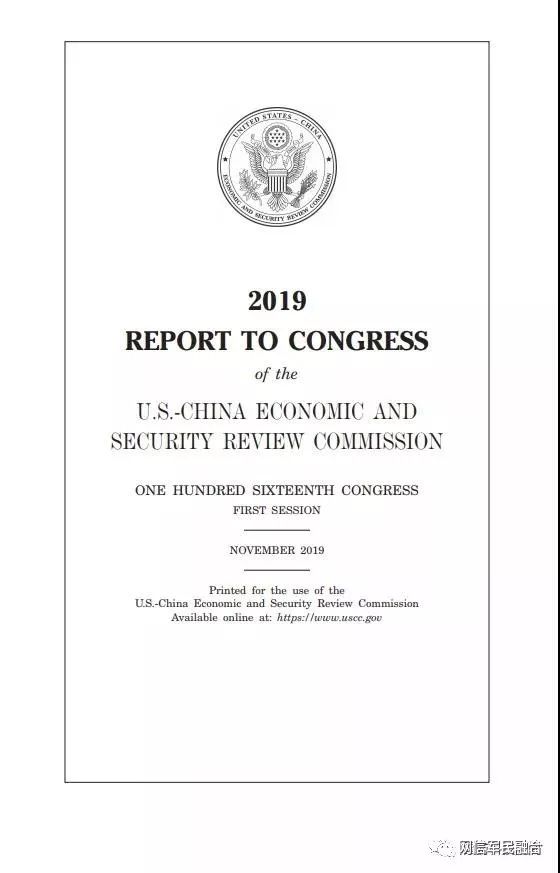 UNITED STATES - CHINA
ECONOMIC AND SECURITY REVIEW COMMISSION
2019
REPORT TO CONGRESS
of the
U.S.-CHINA ECONOMIC AND
SECURITY REVIEW COMMISSION
ONE HUNDRED SIXTEENTH CONGRESS
FIRST SESSION
NOVEMBER 2019
Printed for the use of the
U.S.-China Economic and Security Review Commission
Available online at: https://www.uscc.gov
网信军民融合